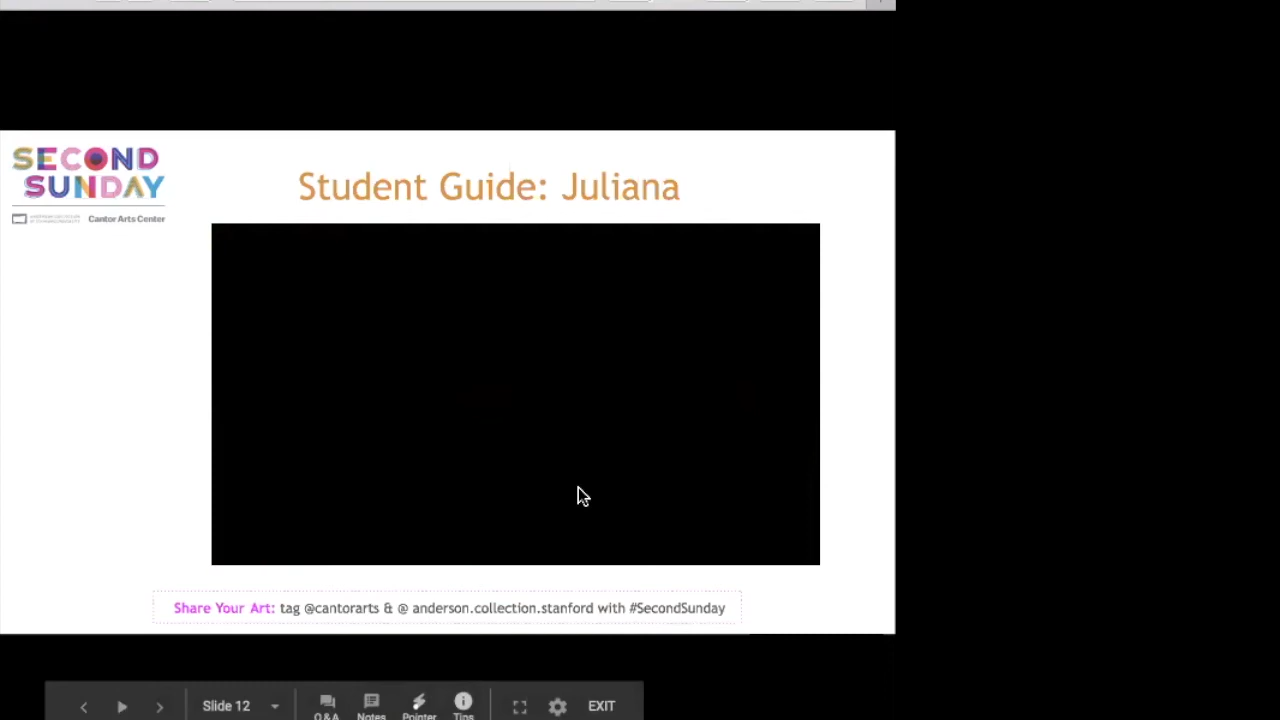 SECOND
SUNDAY
Cantor Arts Center
Student Guide: Juliana
Share Your Art: tag @cantorarts & @ anderson.collection.stanford with #SecondSunday
Slide 12
Q&A Notes Pointer Tips
EXIT